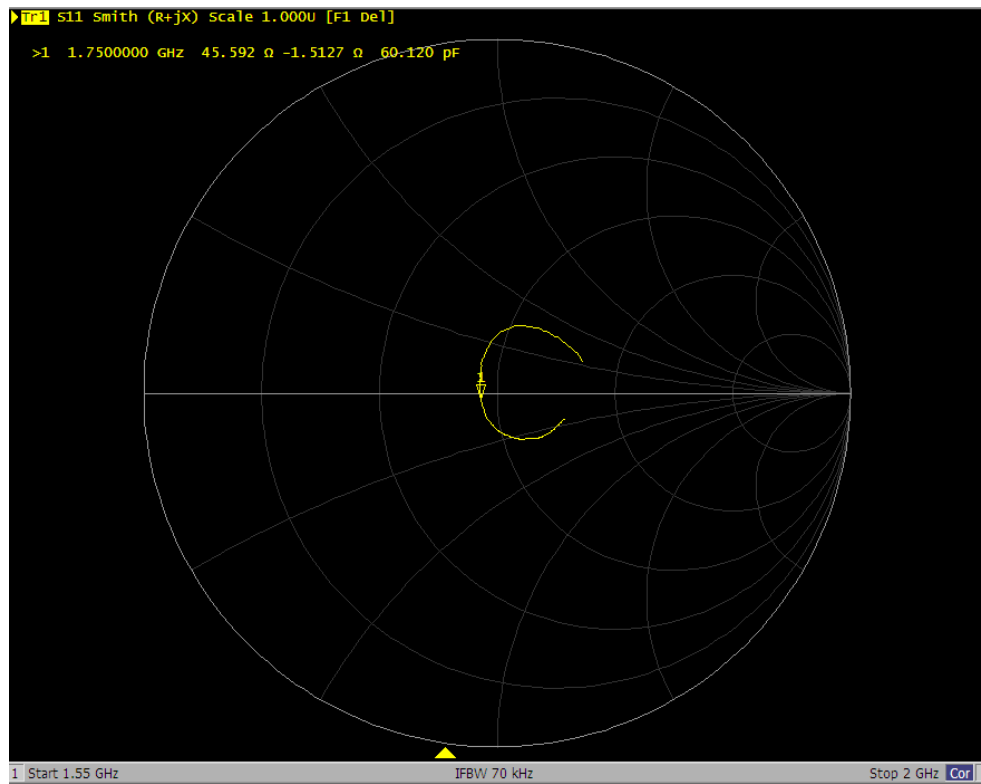 Tr1 S11 Smith (R+jX) Scale 1.000U [F1 Del]
>1 1.7500000 GHz 45.592 Ω -1.5127 Ω 60.120 pF
1
1 Start 1.55 GHz IFBW 70 kHz Stop 2 GHz Cor